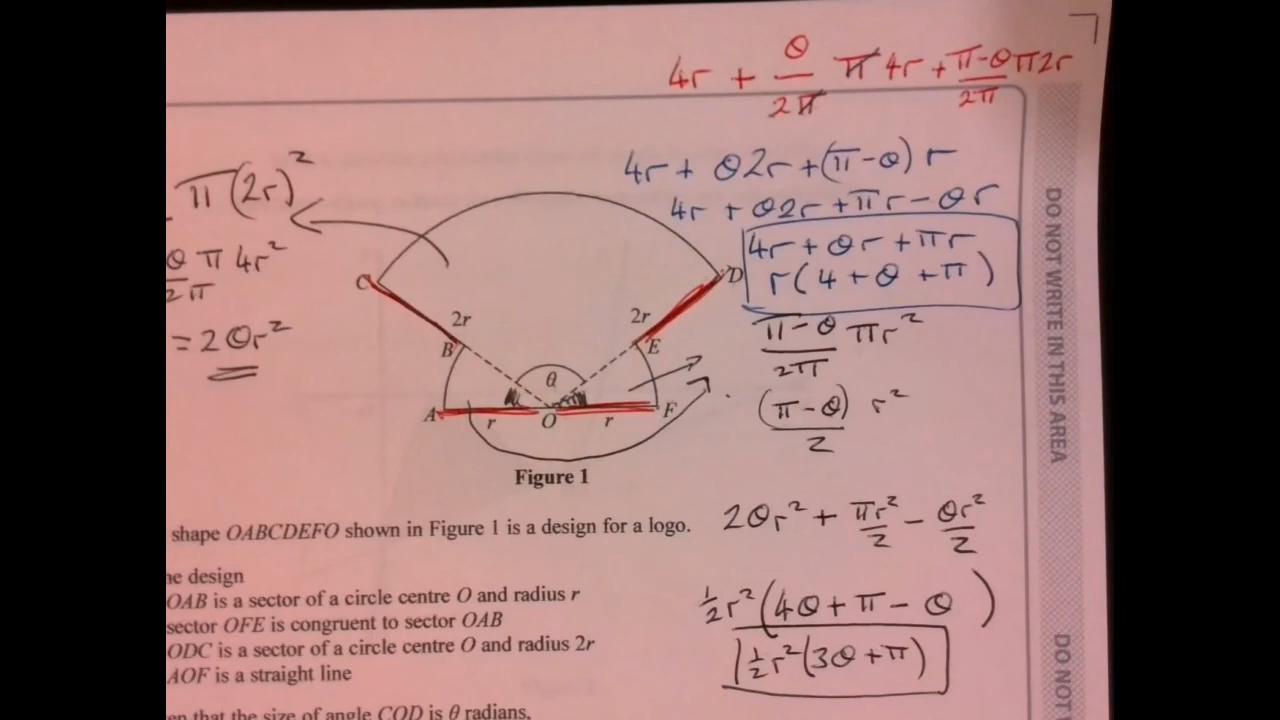 4r + θ/2π π 4r + π-θ/2π π2r
4r + θ2r + (π-θ) r
4r + θ2r + πr - θr
4r + θr + πr
r(4 + θ + π)
π(2r)²
θ/2π π 4r²
= 2θr²
C
D
2r
2r
B
E
θ
A
r
O
r
F
Figure 1
π-θ/2π πr²
(π-θ)/2 r²
shape OABCDEFO shown in Figure 1 is a design for a logo.
2θr² + πr²/2 - θr²/2
design
OAB is a sector of a circle centre O and radius r
sector OFE is congruent to sector OAB
ODC is a sector of a circle centre O and radius 2r
AOF is a straight line
½r²(4θ + π - θ)
½r²(3θ + π)
that the size of angle COD is θ radians,
DO NOT WRITE IN THIS AREA
DO NOT